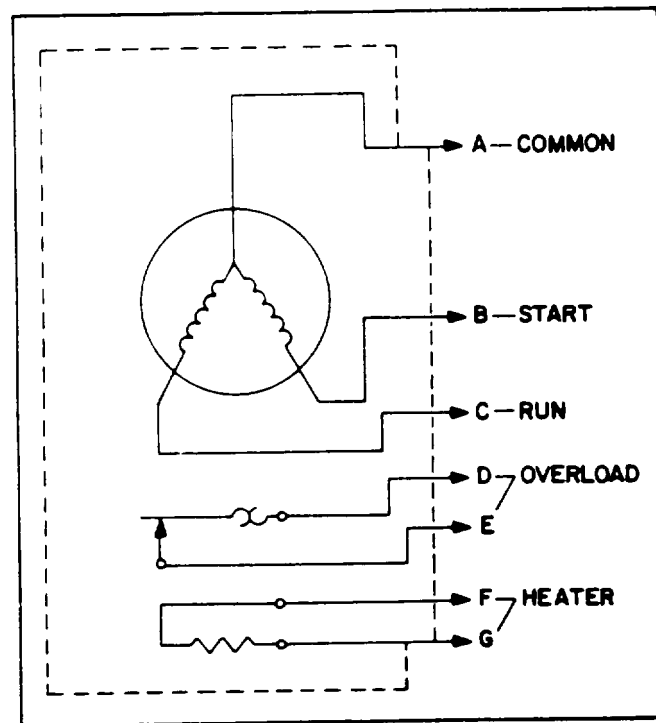 A — COMMON
B — START
C — RUN
D OVERLOAD
E
F HEATER
G